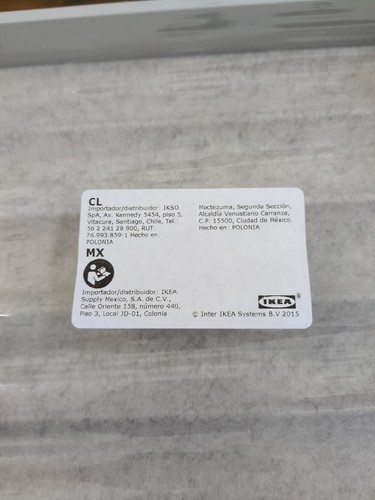 CL
Importador/distribuidor: IKSO
SpA, Av. Kennedy 5454, piso 5,
Vitacura, Santiago, Chile, Tel.:
56 2 241 28 900, RUT:
76.993.859-1 Hecho en:
POLONIA
MX
Importador/distribuidor: IKEA
Supply Mexico, S.A. de C.V.,
Calle Oriente 158, número 440,
Piso 3, Local JD-01, Colonia
Moctezuma, Segunda Sección,
Alcaldía Venustiano Carranza,
C.P. 15500, Ciudad de México.
Hecho en: POLONIA
IKEA®
© Inter IKEA Systems B.V 2015